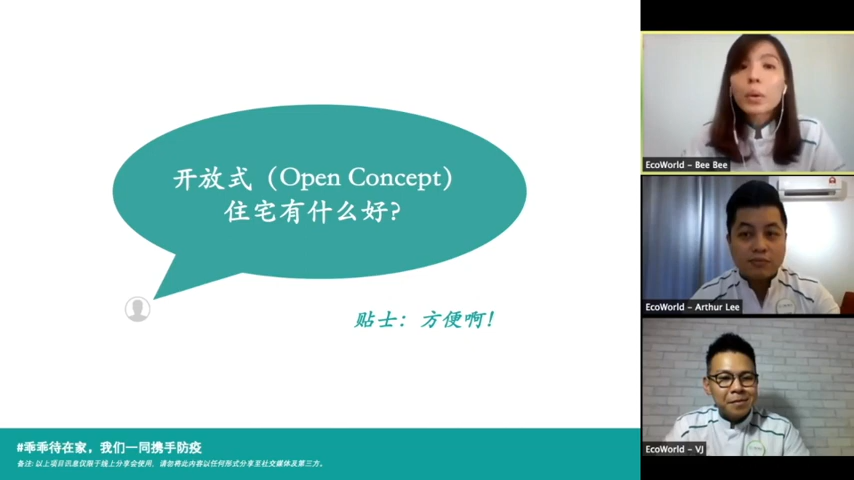 开放式（Open Concept）
住宅有什么好?
贴士：方便啊!
#乖乖待在家，我们一同携手防疫
备注: 以上项目讯息仅限于线上分享会使用，请勿将此内容以任何形式分享至社交媒体及第三方。
EcoWorld - Bee Bee
EcoWorld - Arthur Lee
EcoWorld - VJ